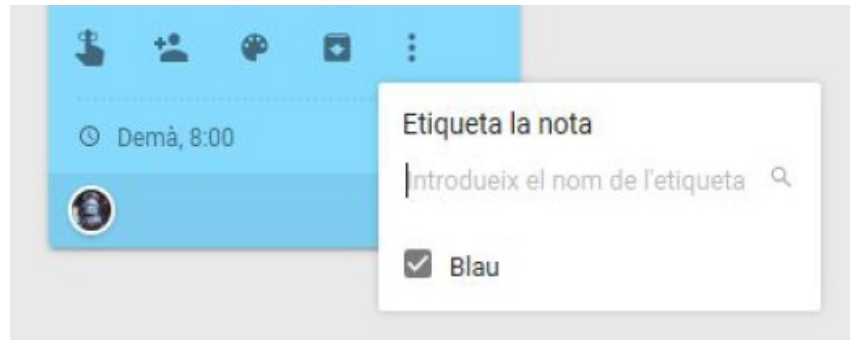 Demà, 8:00
Etiqueta la nota
Introdueix el nom de l'etiqueta
Blau